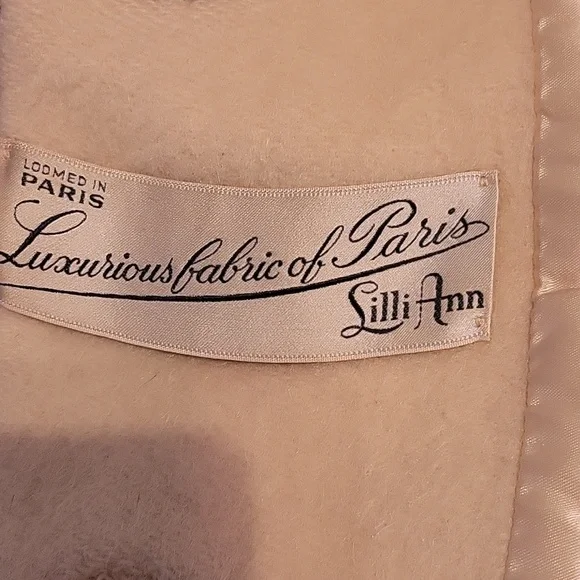 LOOMED IN
PARIS
Luxurious fabric of Paris
Lilli Ann